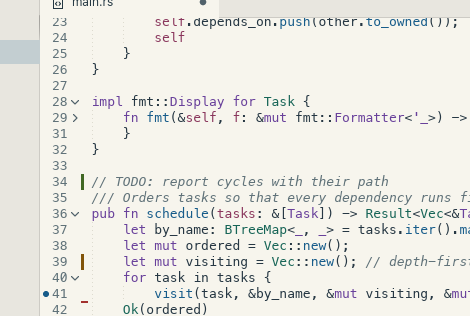 main.rs
23 self.depends_on.push(other.to_owned());
24 self
25 }
26 }
27
28 impl fmt::Display for Task {
29 fn fmt(&self, f: &mut fmt::Formatter<'_>) ->
31 }
32 }
33
34 // TODO: report cycles with their path
35 /// Orders tasks so that every dependency runs fi
36 pub fn schedule(tasks: &[Task]) -> Result<Vec<&Ta
37 let by_name: BTreeMap<_, _> = tasks.iter().ma
38 let mut ordered = Vec::new();
39 let mut visiting = Vec::new(); // depth-first
40 for task in tasks {
41 visit(task, &by_name, &mut visiting, &mut
42 Ok(ordered)